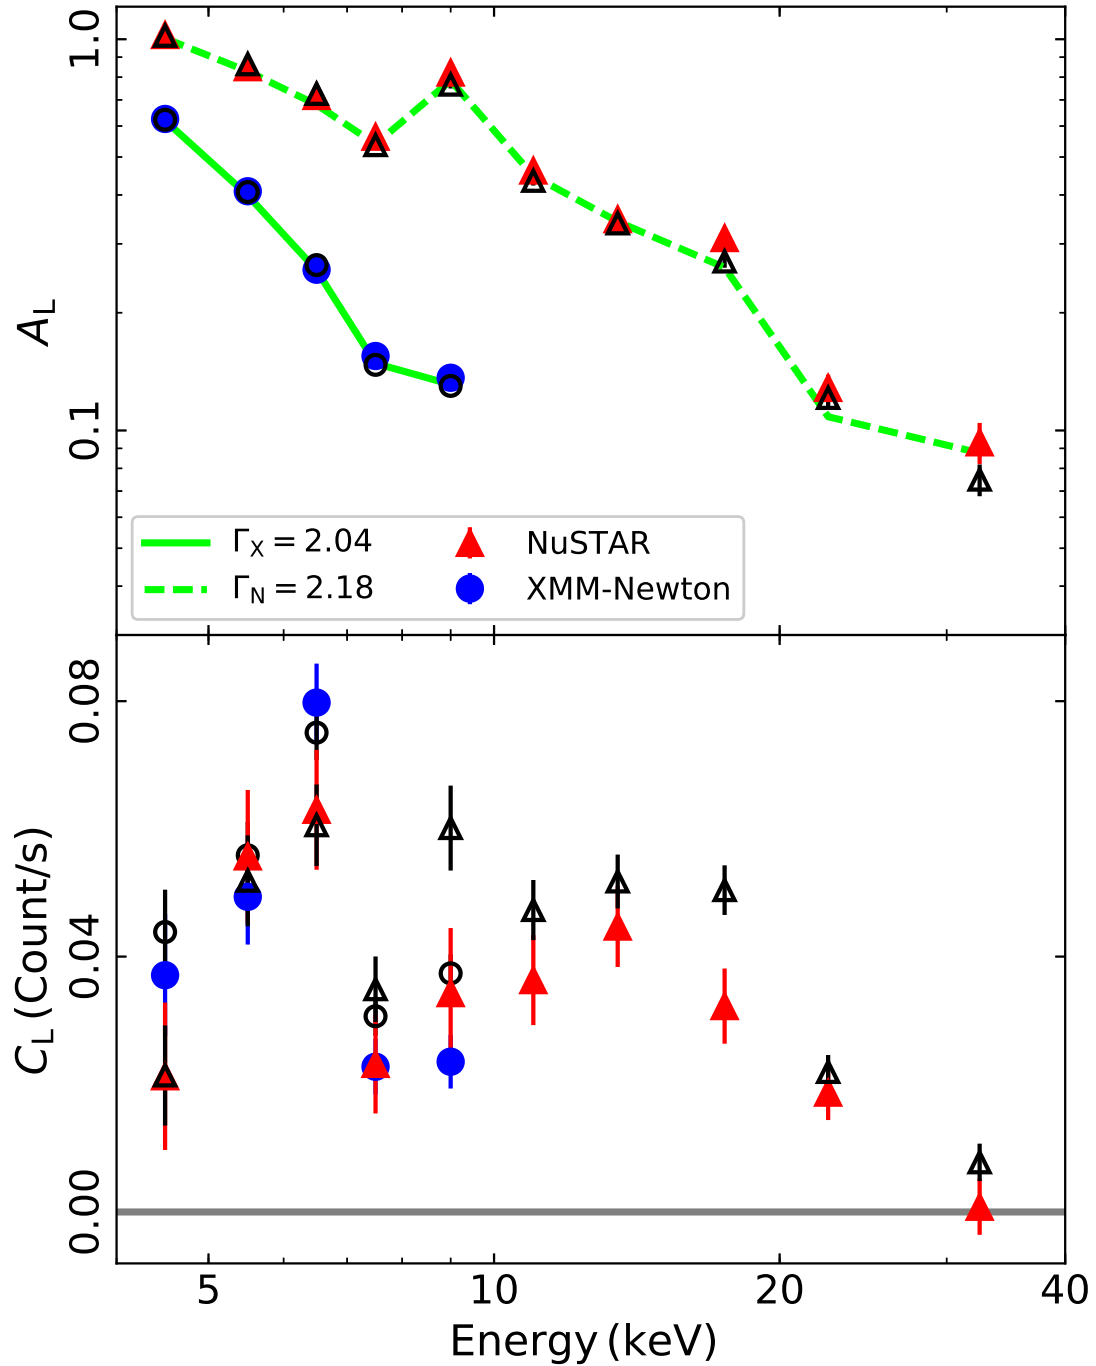 1.0
0.1
A_L
Γ_X = 2.04
Γ_N = 2.18
NuSTAR
XMM-Newton
0.08
0.04
0.00
C_L (Count/s)
5 10 20 40
Energy (keV)